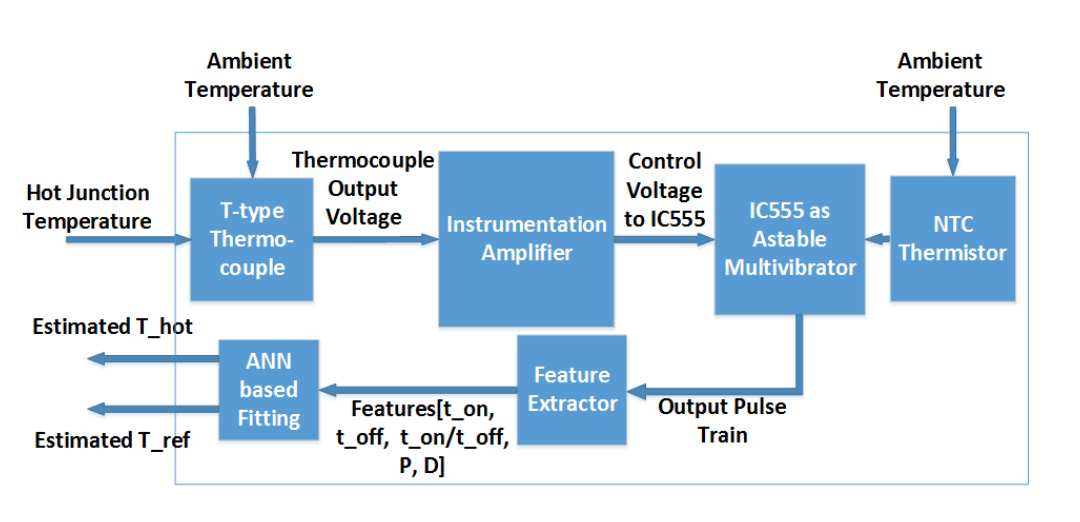 Ambient
Temperature
Ambient
Temperature
Hot Junction
Temperature
T-type
Thermo-
couple
Thermocouple
Output
Voltage
Instrumentation
Amplifier
Control
Voltage
to IC555
IC555 as
Astable
Multivibrator
NTC
Thermistor
Output Pulse
Train
Feature
Extractor
Features[t_on,
t_off, t_on/t_off,
P, D]
ANN
based
Fitting
Estimated T_hot
Estimated T_ref